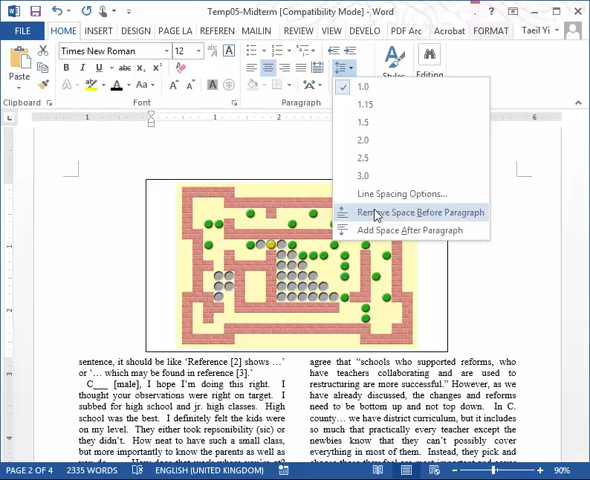 Temp05-Midterm [Compatibility Mode] - Word
FILE HOME INSERT DESIGN PAGE LA REFEREN MAILIN REVIEW VIEW DEVELO PDF Arc Acrobat FORMAT Taeil Yi
Times New Roman 12
Paste
B I U abc
Aa
Styles Editing
Clipboard Font Paragraph
1.0
1.15
1.5
2.0
2.5
3.0
Line Spacing Options...
Remove Space Before Paragraph
Add Space After Paragraph
sentence, it should be like ‘Reference [2] shows …’
or ‘… which may be found in reference [3].’
C___ [male], I hope I’m doing this right. I
thought your observations were right on target. I
subbed for high school and jr. high classes. High
school was the best. I definitely felt the kids were
on my level. They either took repsonibility (sic) or
they didn’t. How neat to have such a small class,
but more importantly to know the parents as well as
agree that “schools who supported reforms, who
have teachers collaborating and are used to
restructuring are more successful.” However, as we
have already discussed, the changes and reforms
need to be bottom up and not top down. In C.
county… we have district curriculum, but it includes
so much that practically every teacher except the
newbies know that they can’t possibly cover
everything in most of them. Instead, they pick and
PAGE 2 OF 4 2335 WORDS ENGLISH (UNITED KINGDOM) 90%